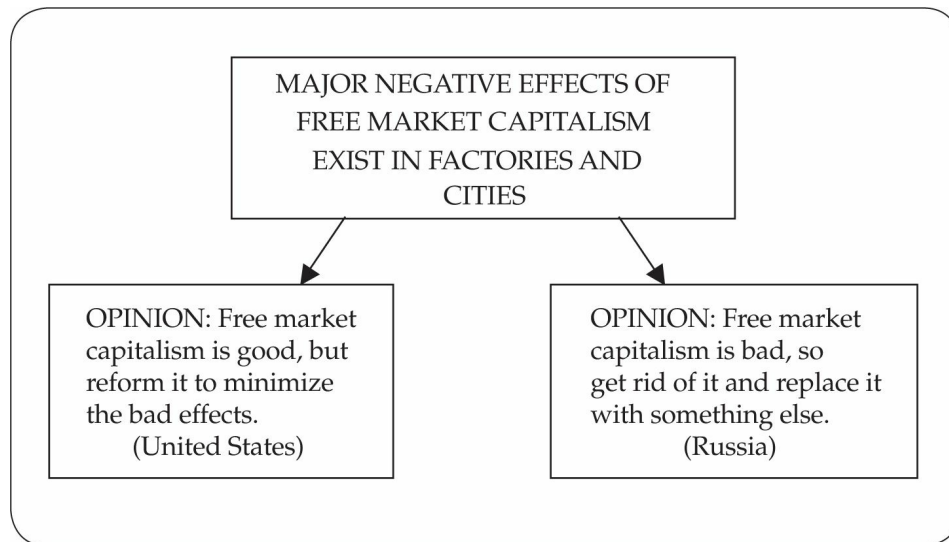 MAJOR NEGATIVE EFFECTS OF
FREE MARKET CAPITALISM
EXIST IN FACTORIES AND
CITIES
OPINION: Free market
capitalism is good, but
reform it to minimize
the bad effects.
(United States)
OPINION: Free market
capitalism is bad, so
get rid of it and replace it
with something else.
(Russia)